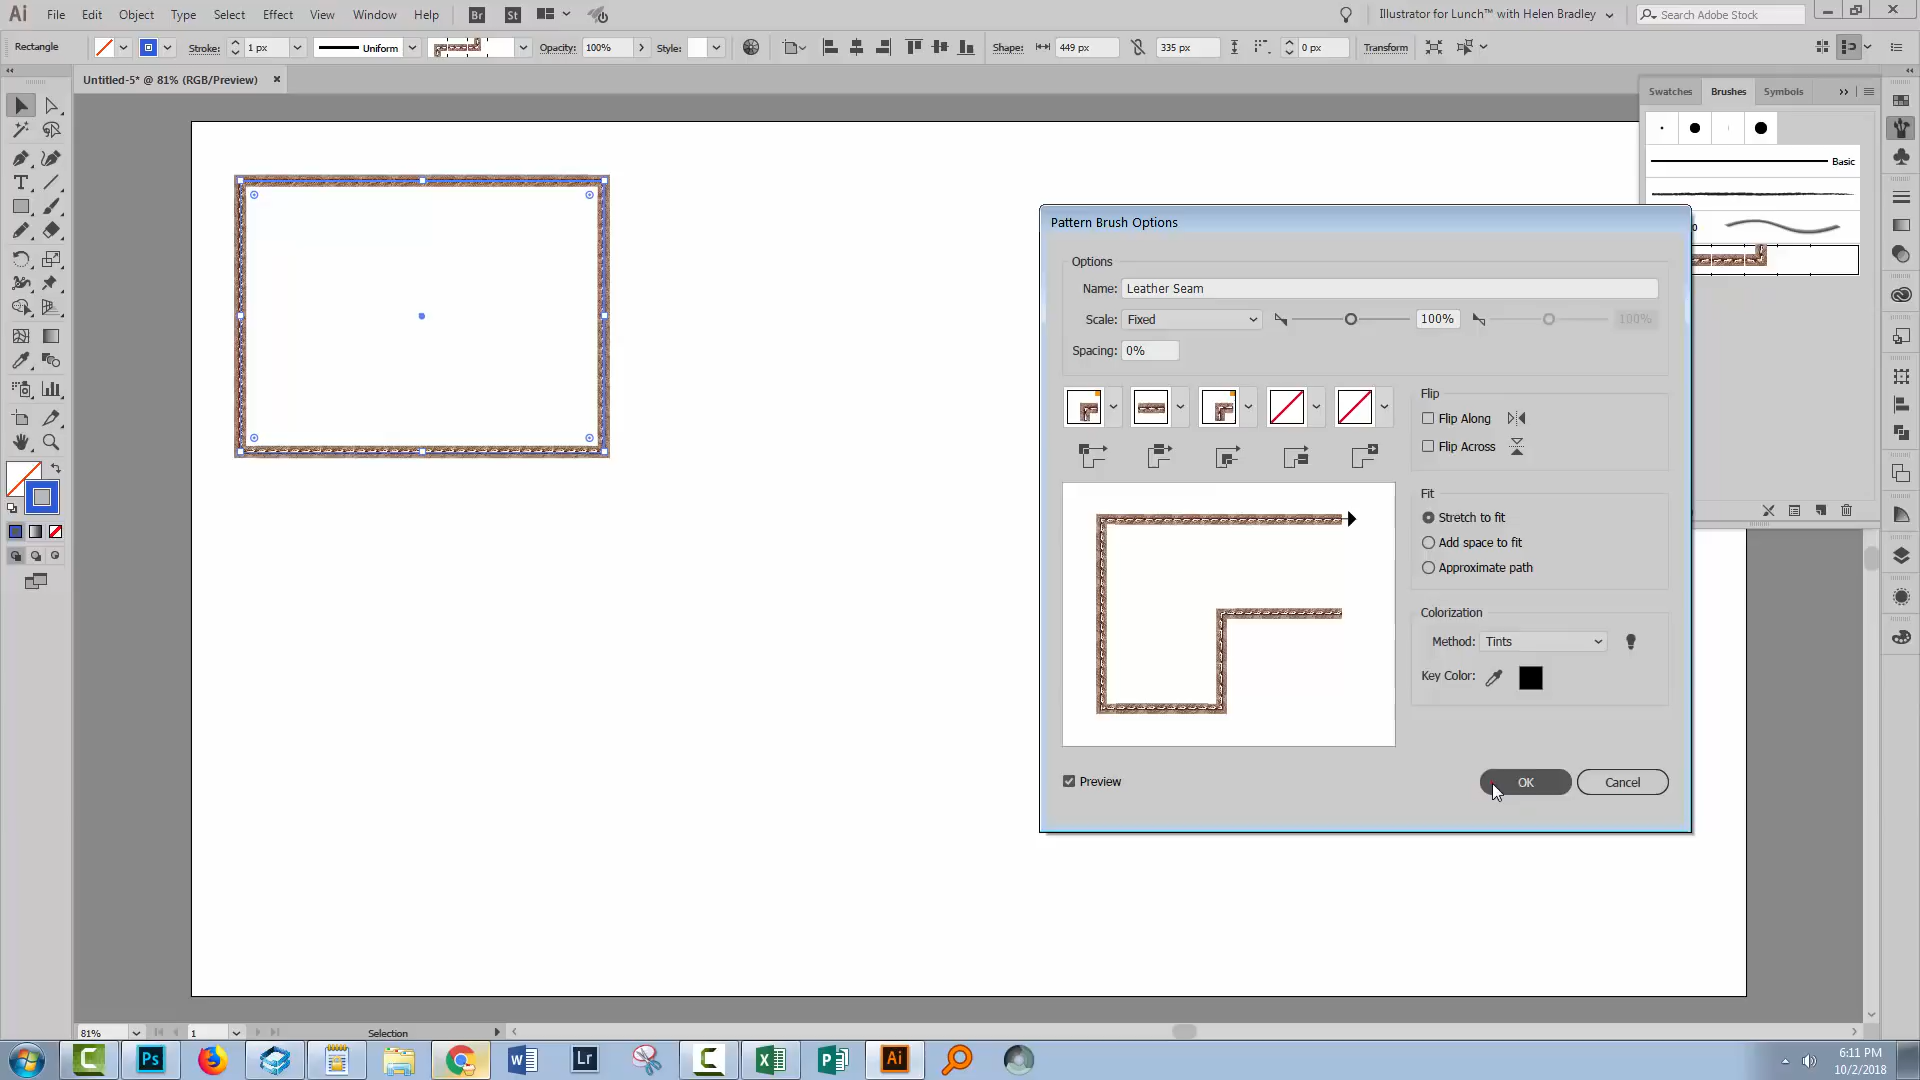 Ai File Edit Object Type Select Effect View Window Help Br St Illustrator for Lunch™ with Helen Bradley Search Adobe Stock
Rectangle Stroke: 1 px Uniform Opacity: 100% Style: Shape: 449 px 335 px 0 px Transform
Untitled-5* @ 81% (RGB/Preview)
Swatches Brushes Symbols
Basic
Pattern Brush Options
Options
Name: Leather Seam
Scale: Fixed 100% 100%
Spacing: 0%
Flip
Flip Along
Flip Across
Fit
Stretch to fit
Add space to fit
Approximate path
Colorization
Method: Tints
Key Color:
Preview OK Cancel
81% 1 Selection
Ps Lr Ai
6:11 PM
10/2/2018